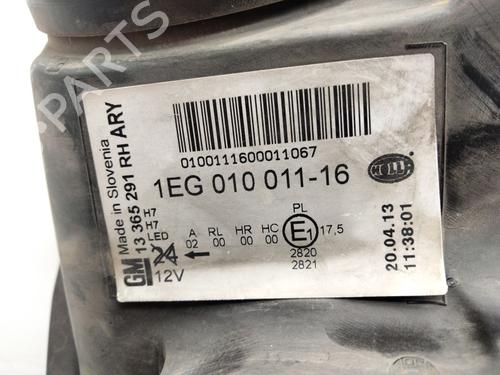 GM
Made in Slovenia
13 365 291 RH ARY
0100111600011067
1EG 010 011-16
H7
H7
LED
12V
A RL HR HC
02 00 00 00
PL
E1 17,5
2820
2821
HELLA
20.04.13
11:38:01
B-PARTS